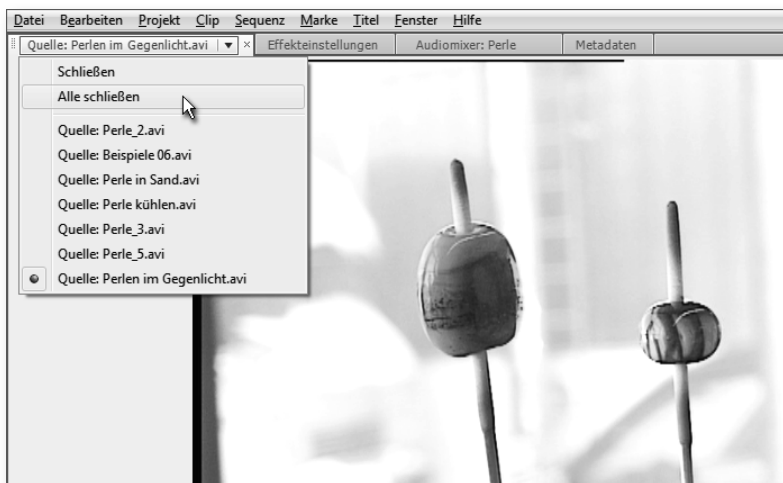 Datei Bearbeiten Projekt Clip Sequenz Marke Titel Fenster Hilfe
Quelle: Perlen im Gegenlicht.avi Effekteinstellungen Audiomixer: Perle Metadaten
Schließen
Alle schließen
Quelle: Perle_2.avi
Quelle: Beispiele 06.avi
Quelle: Perle in Sand.avi
Quelle: Perle kühlen.avi
Quelle: Perle_3.avi
Quelle: Perle_5.avi
Quelle: Perlen im Gegenlicht.avi